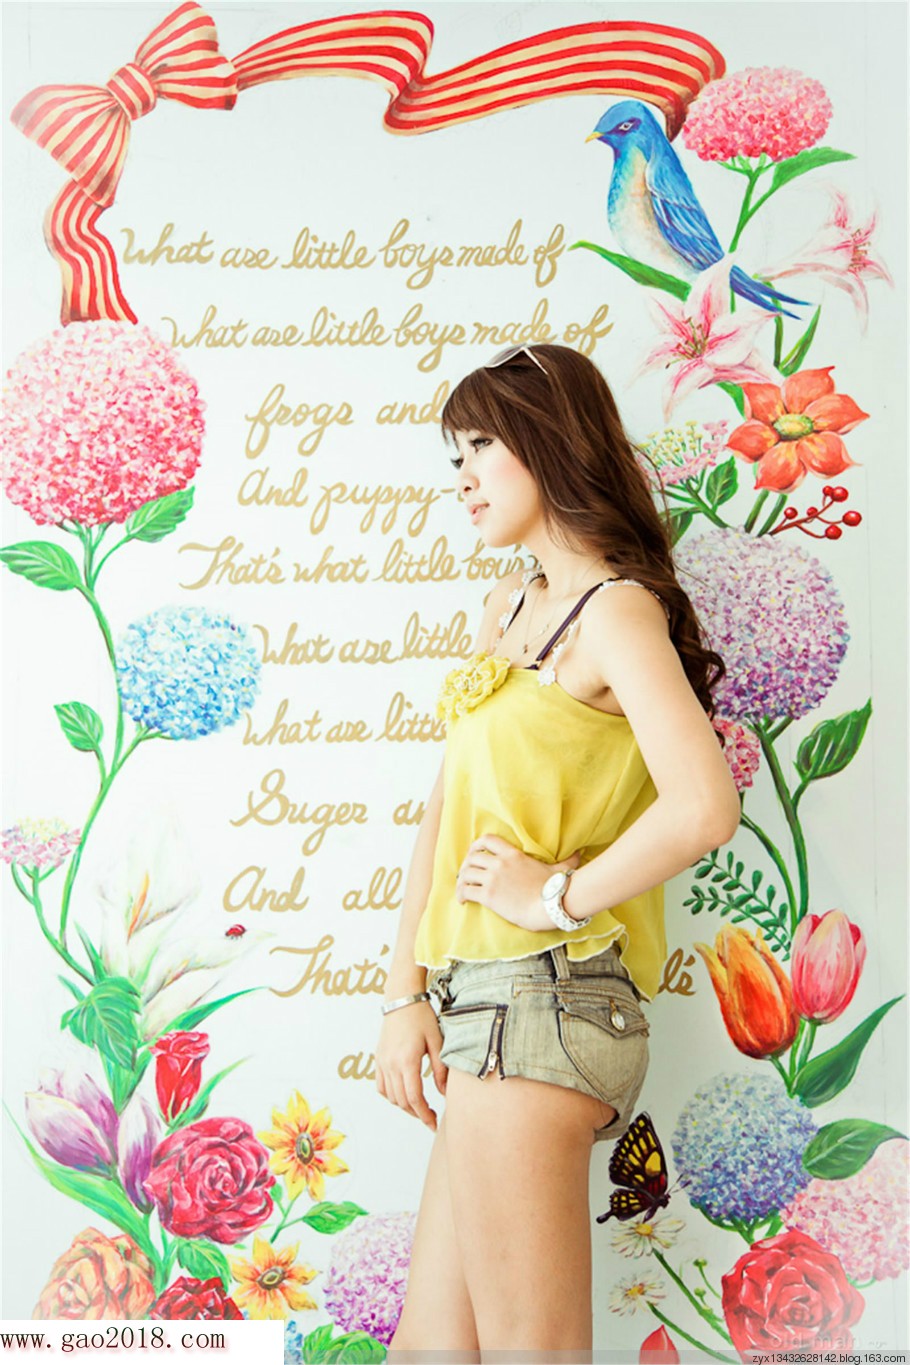 What are little boys made of
What are little boys made of
frogs and
And puppy-
That's what little boys
What are little
What are little
Suger an
And all
That's le's
www.gao2018.com
zyx13432628142.blog.163.com